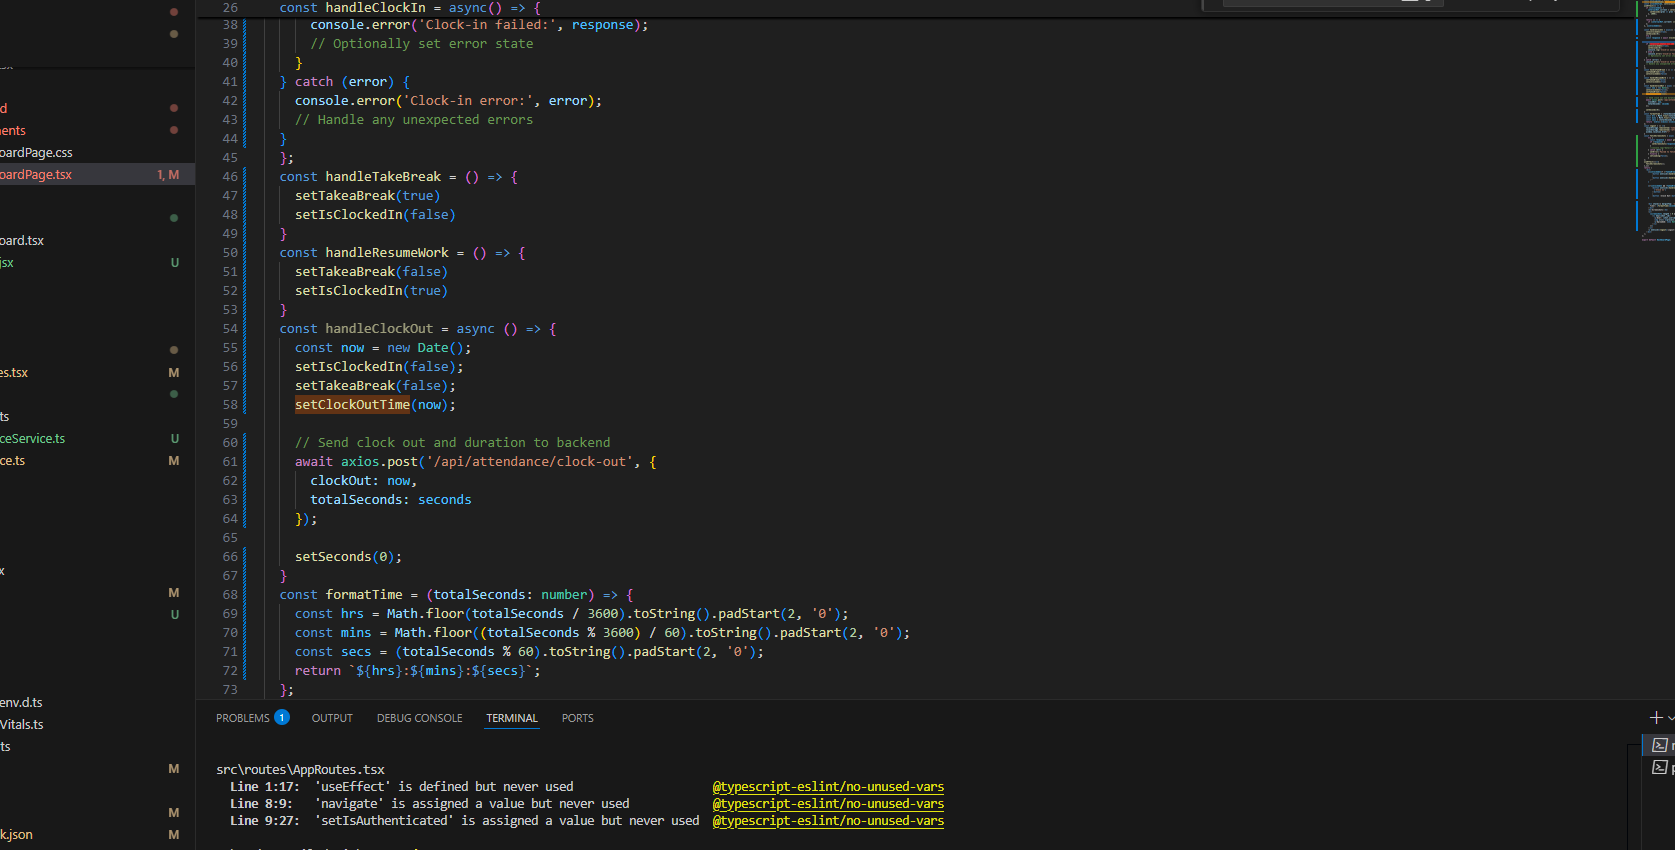 26 const handleClockIn = async() => {
38 console.error('Clock-in failed:', response);
39 // Optionally set error state
40 }
41 } catch (error) {
42 console.error('Clock-in error:', error);
43 // Handle any unexpected errors
44 }
45 };
46 const handleTakeBreak = () => {
47 setTakeaBreak(true)
48 setIsClockedIn(false)
49 }
50 const handleResumeWork = () => {
51 setTakeaBreak(false)
52 setIsClockedIn(true)
53 }
54 const handleClockOut = async () => {
55 const now = new Date();
56 setIsClockedIn(false);
57 setTakeaBreak(false);
58 setClockOutTime(now);
59
60 // Send clock out and duration to backend
61 await axios.post('/api/attendance/clock-out', {
62 clockOut: now,
63 totalSeconds: seconds
64 });
65
66 setSeconds(0);
67 }
68 const formatTime = (totalSeconds: number) => {
69 const hrs = Math.floor(totalSeconds / 3600).toString().padStart(2, '0');
70 const mins = Math.floor((totalSeconds % 3600) / 60).toString().padStart(2, '0');
71 const secs = (totalSeconds % 60).toString().padStart(2, '0');
72 return `${hrs}:${mins}:${secs}`;
73 };
d
ents
oardPage.css
oardPage.tsx 1, M
oard.tsx
jsx U
es.tsx M
ts
ceService.ts U
ce.ts M
x
M
U
env.d.ts
Vitals.ts
ts
M
M
k.json M
PROBLEMS 1 OUTPUT DEBUG CONSOLE TERMINAL PORTS
src\routes\AppRoutes.tsx
Line 1:17: 'useEffect' is defined but never used @typescript-eslint/no-unused-vars
Line 8:9: 'navigate' is assigned a value but never used @typescript-eslint/no-unused-vars
Line 9:27: 'setIsAuthenticated' is assigned a value but never used @typescript-eslint/no-unused-vars